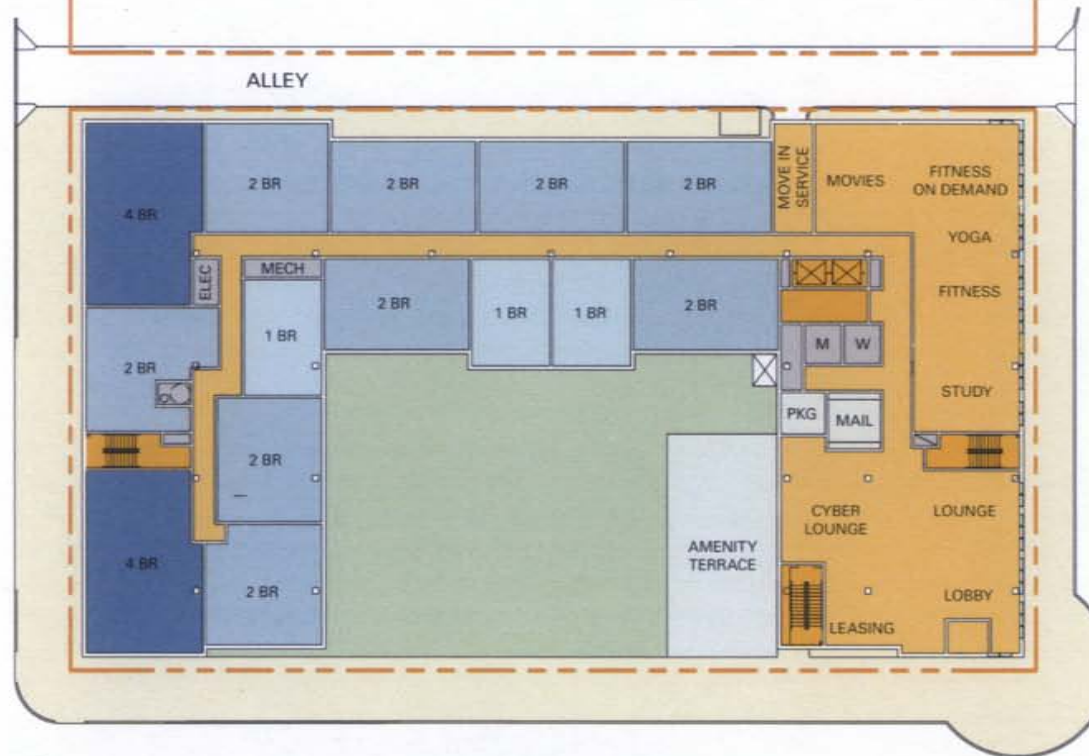 ALLEY
4 BR
2 BR
2 BR
2 BR
2 BR
MOVE IN
SERVICE
MOVIES
FITNESS
ON DEMAND
YOGA
FITNESS
STUDY
ELEC
MECH
2 BR
1 BR
1 BR
2 BR
1 BR
2 BR
M
W
PKG
MAIL
2 BR
4 BR
2 BR
AMENITY
TERRACE
CYBER
LOUNGE
LOUNGE
LOBBY
LEASING